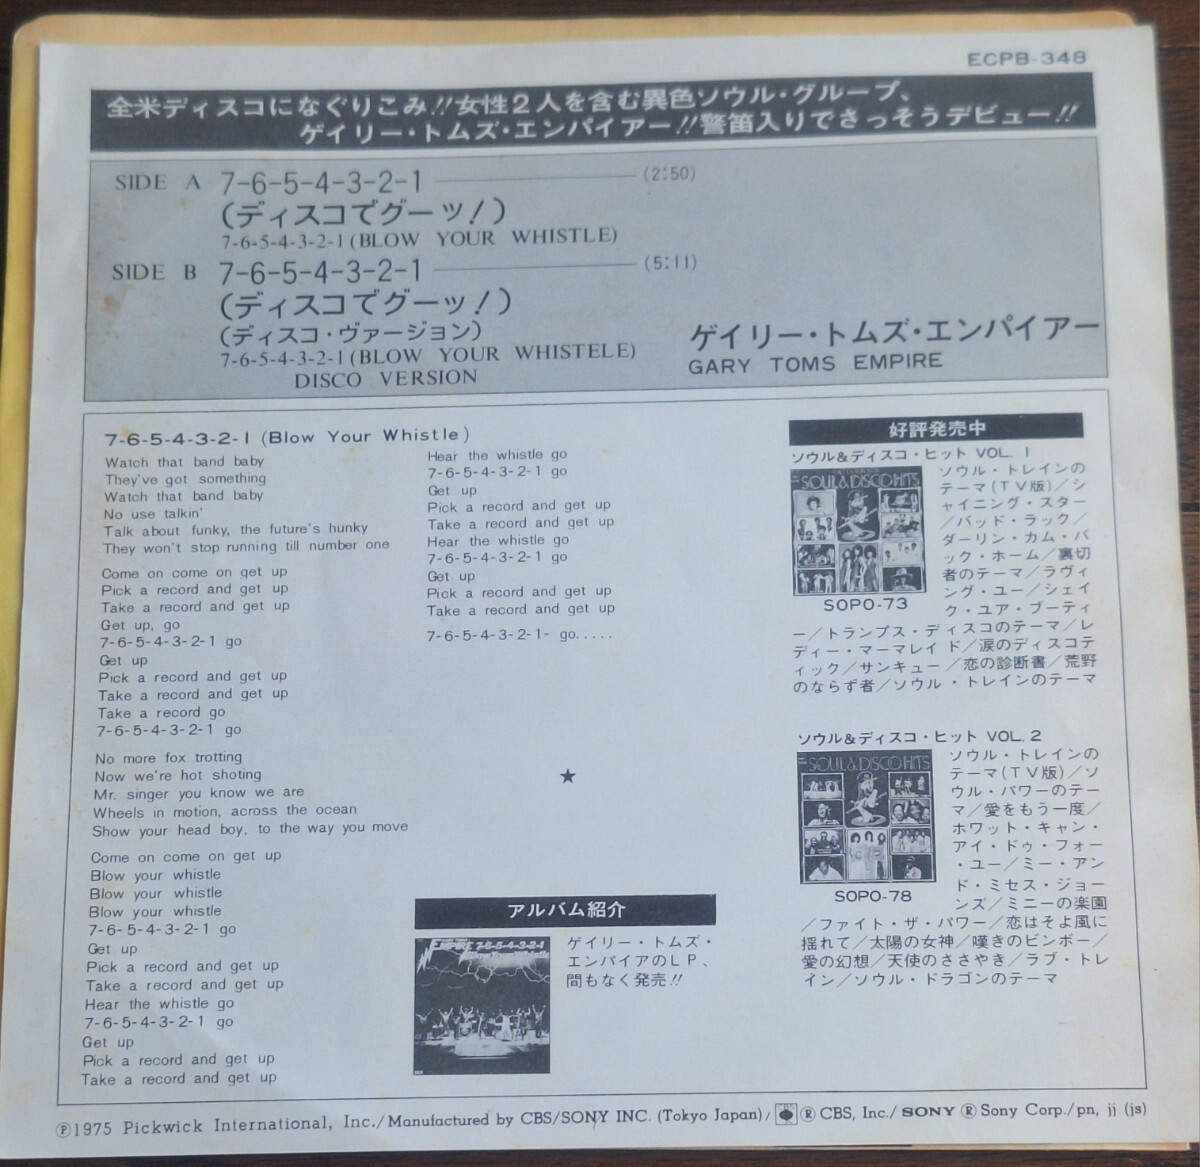 ECPB-348
全米ディスコになぐりこみ!!女性2人を含む異色ソウル・グループ、
ゲイリー・トムズ・エンパイアー!!警笛入りでさっそうデビュー!!
SIDE A 7-6-5-4-3-2-1 (2:50)
(ディスコでグーッ!)
7-6-5-4-3-2-1 (BLOW YOUR WHISTLE)
SIDE B 7-6-5-4-3-2-1 (5:11)
(ディスコでグーッ!)
(ディスコ・ヴァージョン)
7-6-5-4-3-2-1 (BLOW YOUR WHISTELE)
DISCO VERSION
ゲイリー・トムズ・エンパイアー
GARY TOMS EMPIRE
7-6-5-4-3-2-1 (Blow Your Whistle)
Watch that band baby
They've got something
Watch that band baby
No use talkin'
Talk about funky, the future's hunky
They won't stop running till number one
Come on come on get up
Pick a record and get up
Take a record and get up
Get up, go
7-6-5-4-3-2-1 go
Get up
Pick a record and get up
Take a record and get up
Take a record go
7-6-5-4-3-2-1 go
No more fox trotting
Now we're hot shoting
Mr. singer you know we are
Wheels in motion, across the ocean
Show your head boy, to the way you move
Come on come on get up
Blow your whistle
Blow your whistle
Blow your whistle
7-6-5-4-3-2-1 go
Get up
Pick a record and get up
Take a record and get up
Hear the whistle go
7-6-5-4-3-2-1 go
Get up
Pick a record and get up
Take a record and get up
Hear the whistle go
7-6-5-4-3-2-1 go
Get up
Pick a record and get up
Take a record and get up
Hear the whistle go
7-6-5-4-3-2-1 go
Get up
Pick a record and get up
Take a record and get up
7-6-5-4-3-2-1- go.....
★
アルバム紹介
EMPIRE 7-6-5-4-3-2-1
ゲイリー・トムズ・
エンパイアのLP、
間もなく発売!!
好評発売中
ソウル&ディスコ・ヒット VOL. 1
SOUL&DISCO HITS
SOPO-73
ソウル・トレインの
テーマ(TV版)/シ
ャイニング・スター
/バッド・ラック/
ダーリン・カム・バ
ック・ホーム/裏切
者のテーマ/ラヴィ
ング・ユー/シェイ
ク・ユア・ブーティ
ー/トランプス・ディスコのテーマ/レ
ディー・マーマレイド/涙のディスコテ
ィック/サンキュー/恋の診断書/荒野
のならず者/ソウル・トレインのテーマ
ソウル&ディスコ・ヒット VOL. 2
SOUL&DISCO HITS
SOPO-78
ソウル・トレインの
テーマ(TV版)/ソ
ウル・パワーのテー
マ/愛をもう一度/
ホワット・キャン・
アイ・ドゥ・フォー
・ユー/ミー・アン
ド・ミセス・ジョー
ンズ/ミニーの楽園
/ファイト・ザ・パワー/恋はそよ風に
揺れて/太陽の女神/嘆きのビンボー/
愛の幻想/天使のささやき/ラブ・トレ
イン/ソウル・ドラゴンのテーマ
Ⓟ1975 Pickwick International, Inc./Manufactured by CBS/SONY INC. (Tokyo Japan)/ ® CBS, Inc./ SONY ® Sony Corp./pn, jj (js)